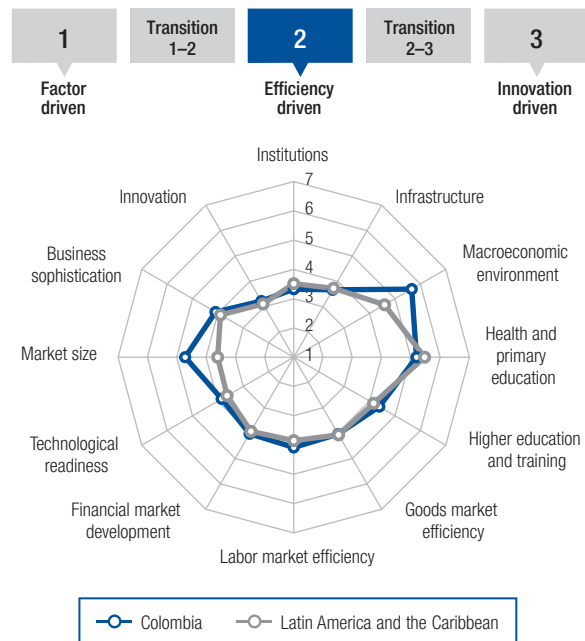 1
Transition
1–2
2
Transition
2–3
3
Factor
driven
Efficiency
driven
Innovation
driven
Institutions
Infrastructure
Macroeconomic
environment
Health and
primary
education
Higher education
and training
Goods market
efficiency
Labor market efficiency
Financial market
development
Technological
readiness
Market size
Business
sophistication
Innovation
7
6
5
4
3
2
1
Colombia
Latin America and the Caribbean